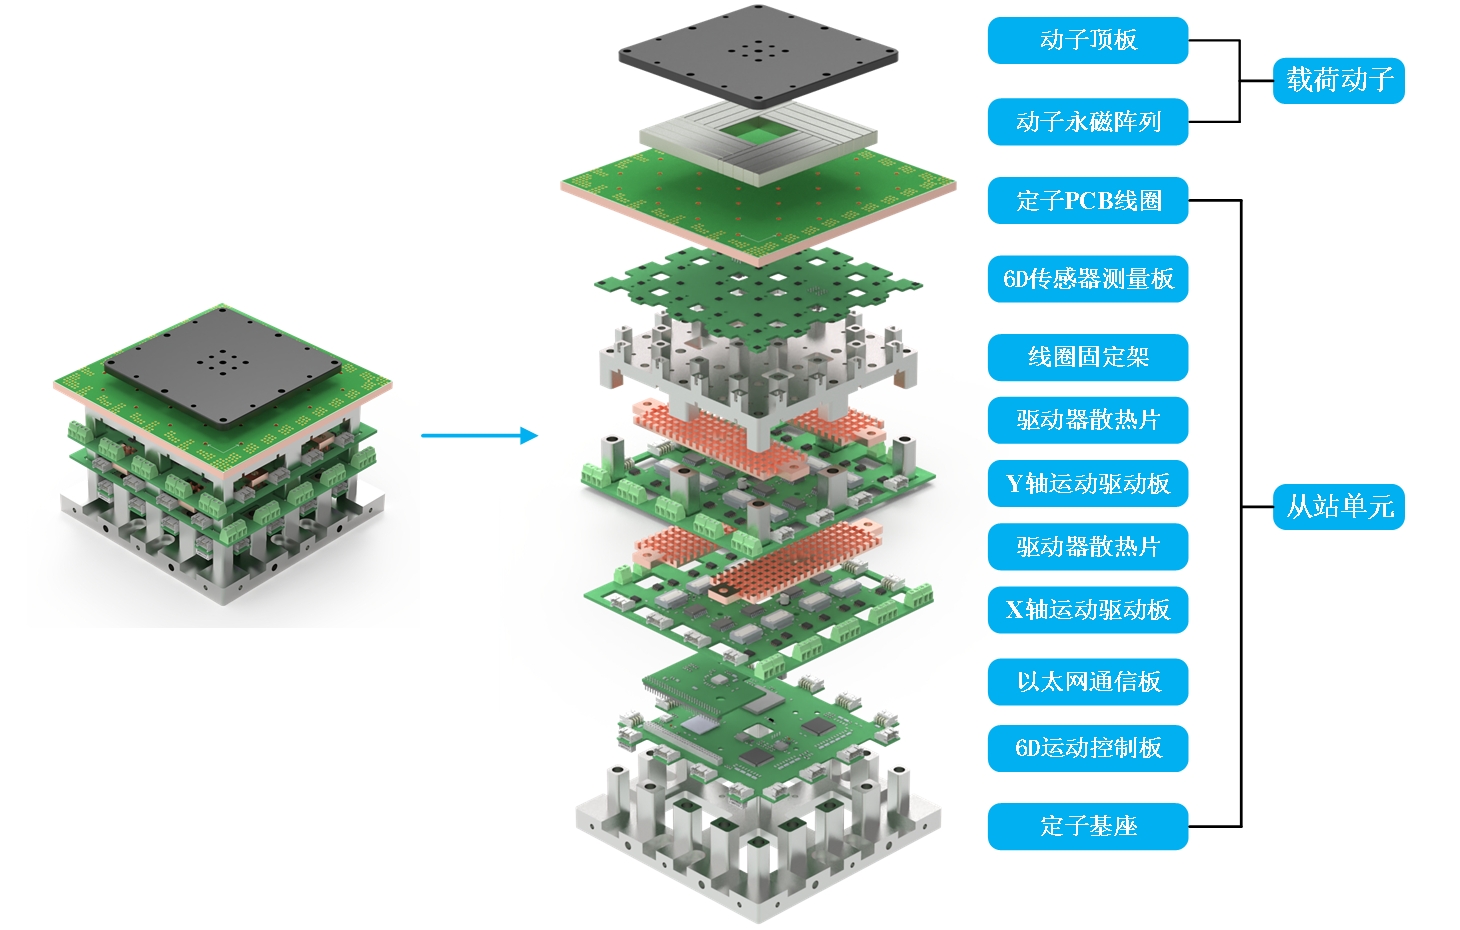 动子顶板
载荷动子
动子永磁阵列
定子PCB线圈
6D传感器测量板
线圈固定架
驱动器散热片
Y轴运动驱动板
从站单元
驱动器散热片
X轴运动驱动板
以太网通信板
6D运动控制板
定子基座